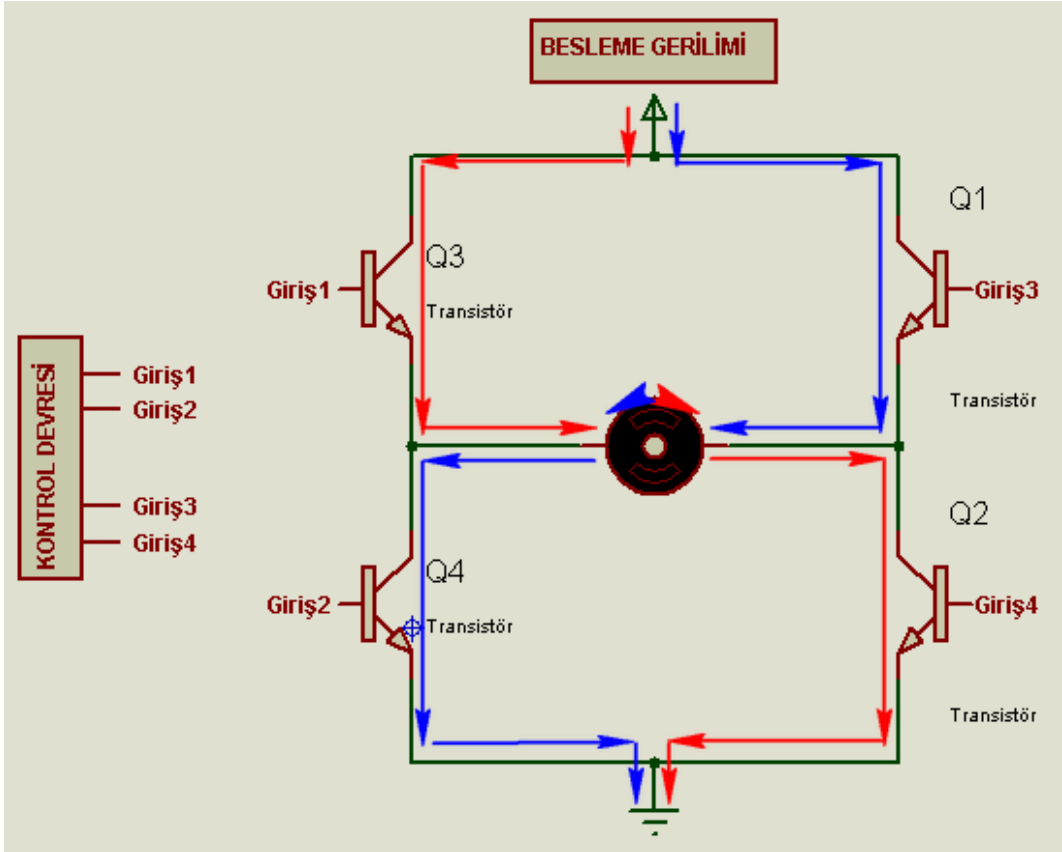 BESLEME GERİLİMİ
Q1
Q3
Giriş1
Giriş3
Transistör
KONTROL DEVRESİ
Giriş1
Giriş2
Transistör
Giriş3
Giriş4
Q2
Q4
Giriş2
Giriş4
Transistör
Transistör